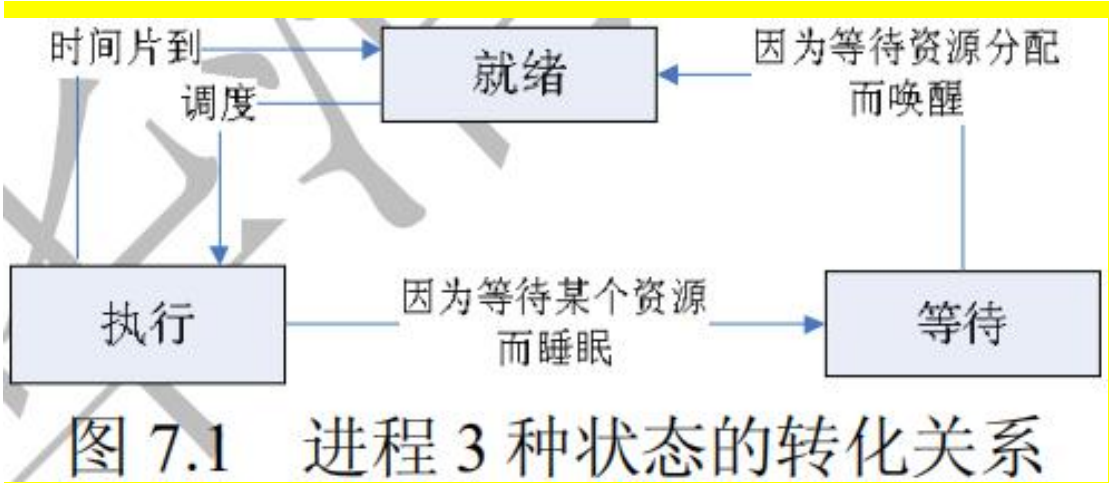 时间片到
调度
就绪
因为等待资源分配
而唤醒
执行
因为等待某个资源
而睡眠
等待
图 7.1 进程 3 种状态的转化关系